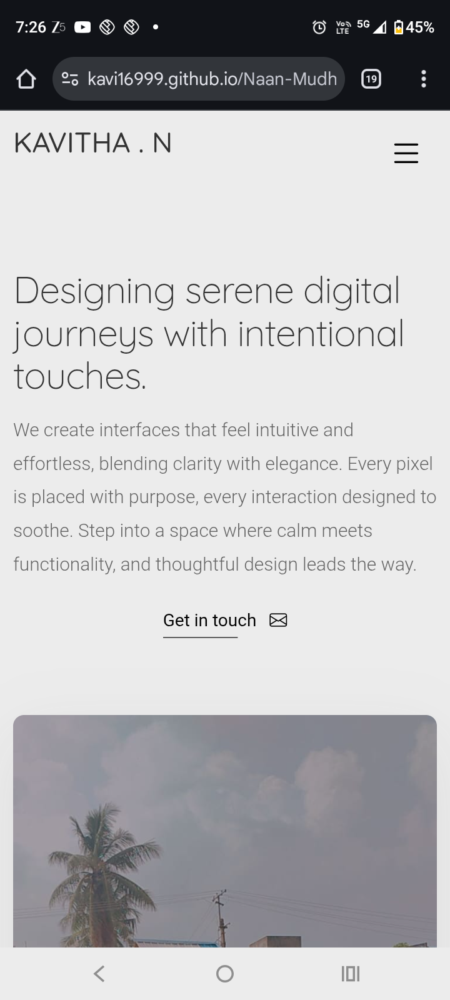 7:26 Z5 VoLTE 5G 45%
kavi16999.github.io/Naan-Mudh 19
KAVITHA . N
Designing serene digital
journeys with intentional
touches.
We create interfaces that feel intuitive and
effortless, blending clarity with elegance. Every pixel
is placed with purpose, every interaction designed to
soothe. Step into a space where calm meets
functionality, and thoughtful design leads the way.
Get in touch